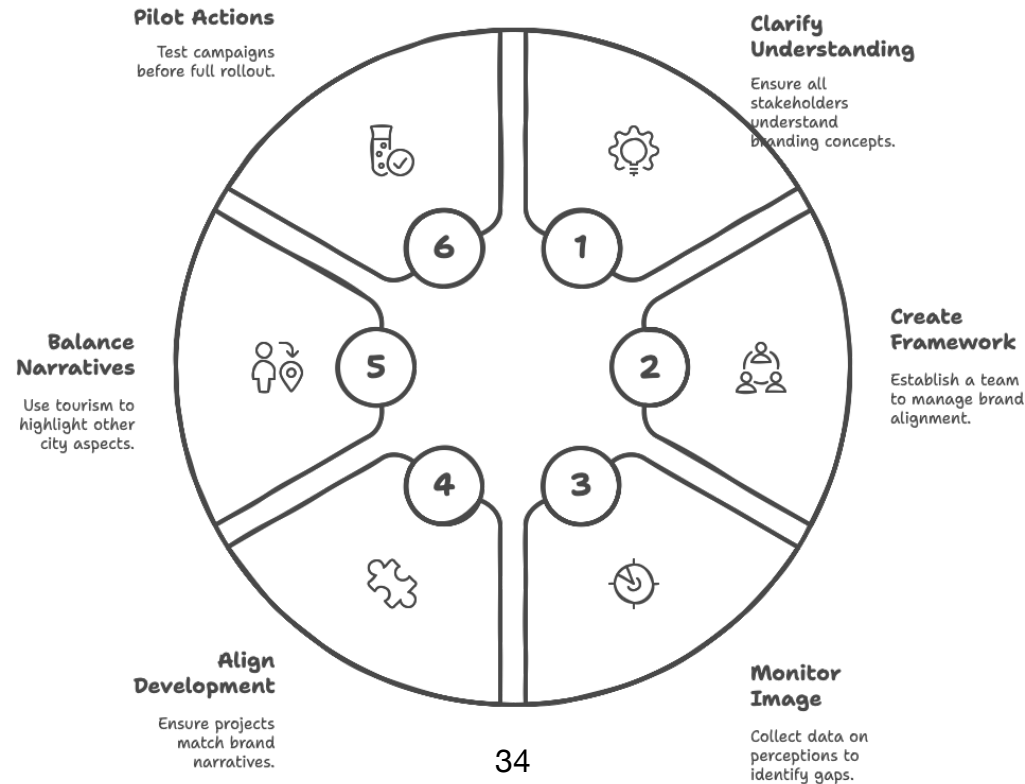 Clarify
Understanding
Ensure all
stakeholders
understand
branding concepts.
1
Create
Framework
Establish a team
to manage brand
alignment.
2
Monitor
Image
Collect data on
perceptions to
identify gaps.
3
Align
Development
Ensure projects
match brand
narratives.
4
Balance
Narratives
Use tourism to
highlight other
city aspects.
5
Pilot Actions
Test campaigns
before full rollout.
6
34